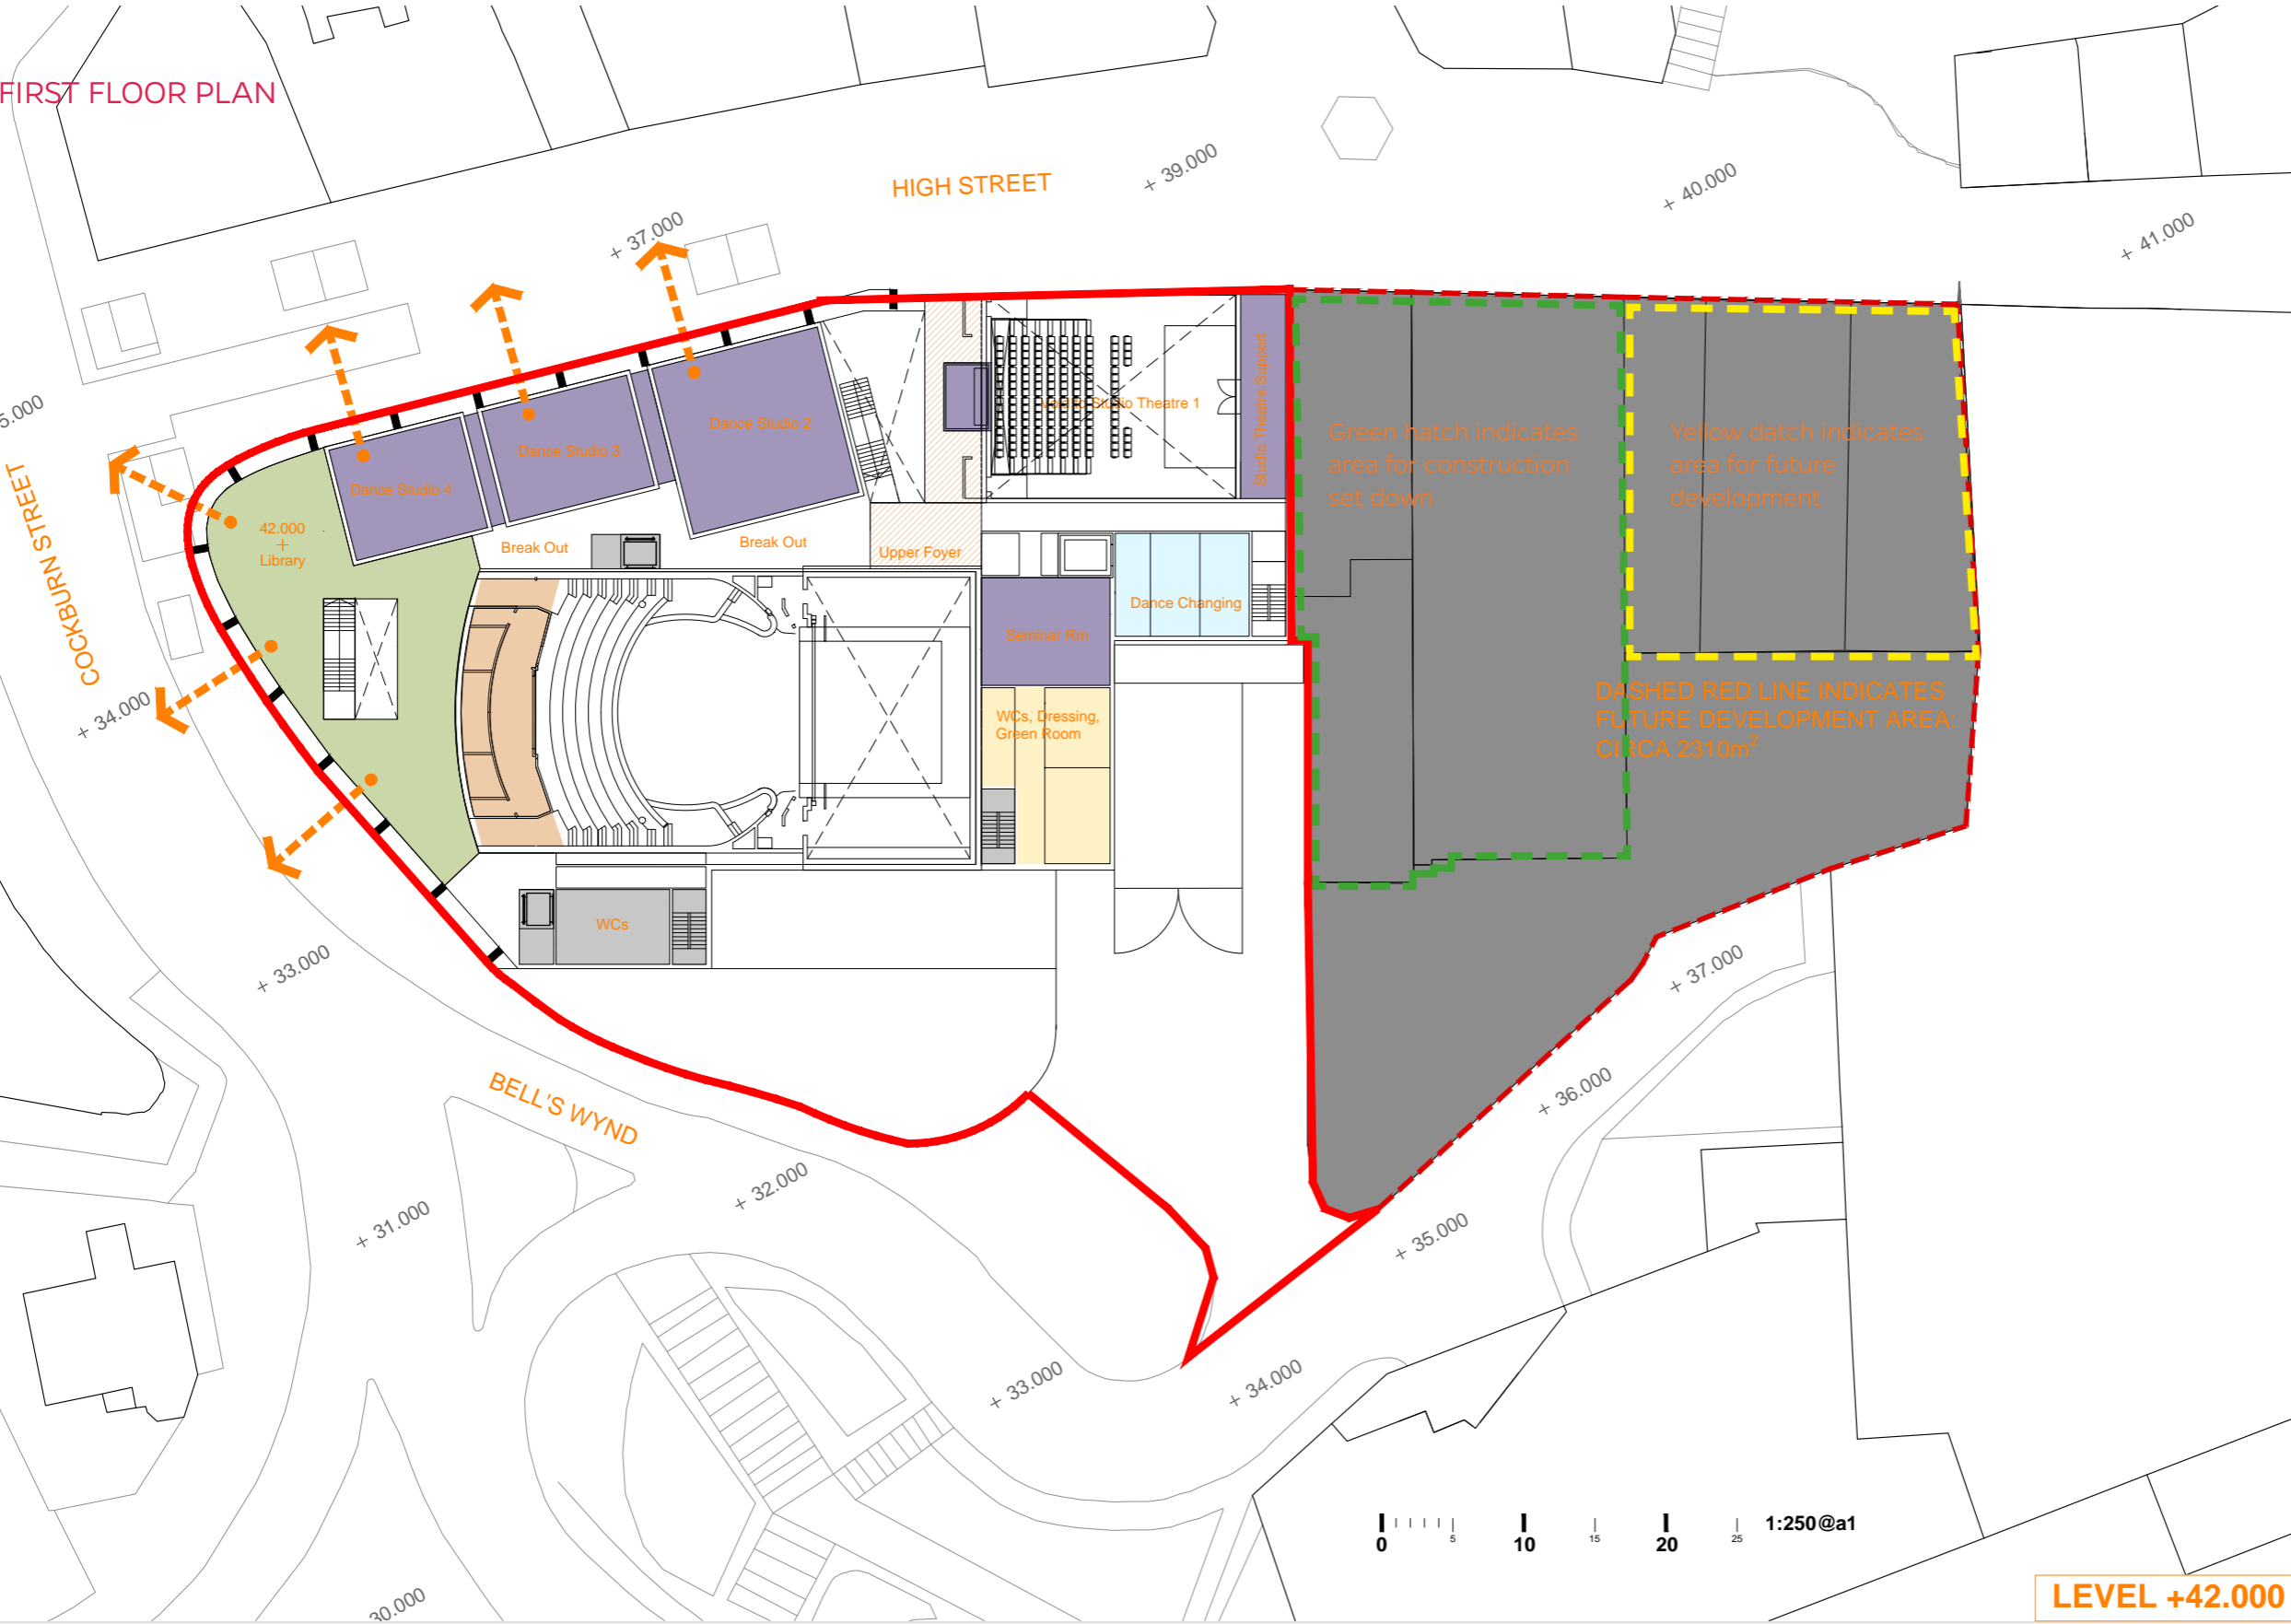 FIRST FLOOR PLAN
HIGH STREET
+ 39.000
+ 40.000
+ 41.000
+ 37.000
5.000
COCKBURN STREET
+ 34.000
+ 33.000
Dance Studio 2
Dance Studio 3
Dance Studio 4
42.000
+
Library
Break Out
Break Out
Upper Foyer
Studio Theatre 1
Studio Theatre Support
Dance Changing
Seminar Rm
WCs, Dressing,
Green Room
WCs
Green hatch indicates
area for construction
set down
Yellow datch indicates
area for future
development
DASHED RED LINE INDICATES
FUTURE DEVELOPMENT AREA:
CIRCA 2310m²
BELL'S WYND
+ 37.000
+ 36.000
+ 35.000
+ 32.000
+ 31.000
+ 33.000
+ 34.000
30.000
0 5 10 15 20 25
1:250@a1
LEVEL +42.000